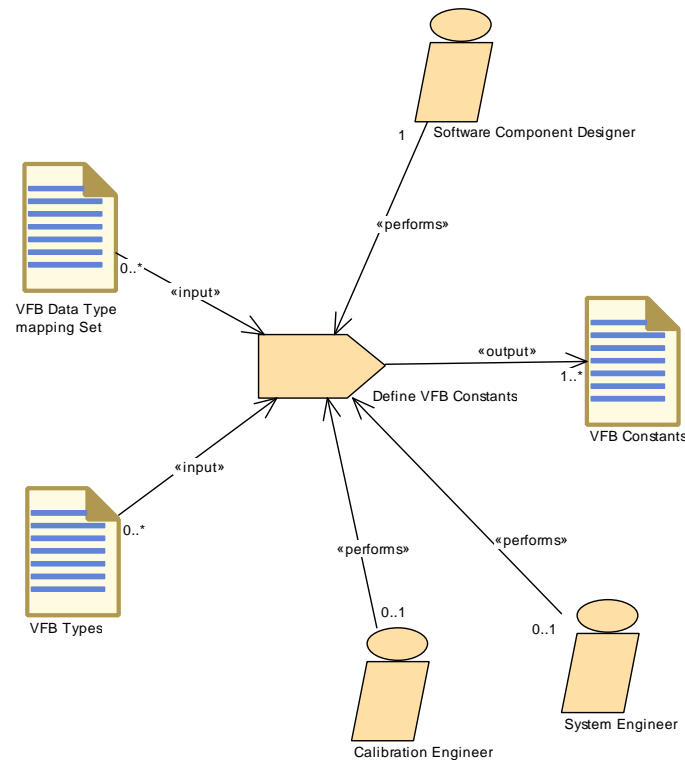 1
Software Component Designer
«performs»
0..*
«input»
VFB Data Type
mapping Set
«output»
1..*
Define VFB Constants
VFB Constants
«input»
0..*
VFB Types
«performs»
«performs»
0..1
0..1
System Engineer
Calibration Engineer